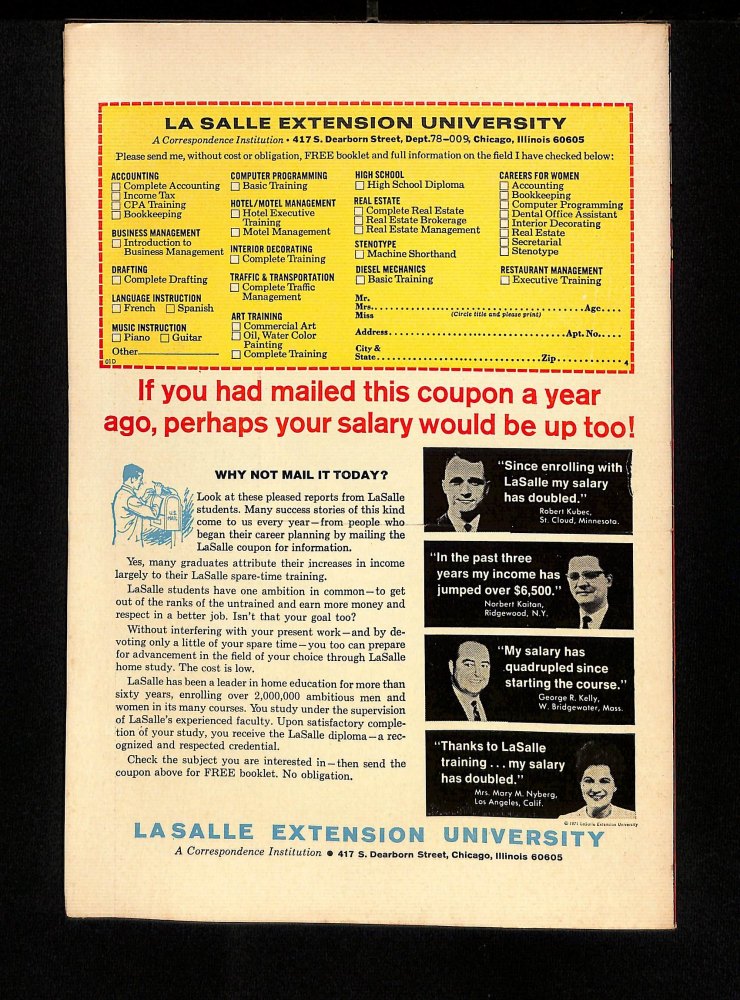 LA SALLE EXTENSION UNIVERSITY
A Correspondence Institution • 417 S. Dearborn Street, Dept.78-009, Chicago, Illinois 60605
Please send me, without cost or obligation, FREE booklet and full information on the field I have checked below:
ACCOUNTING
Complete Accounting
Income Tax
CPA Training
Bookkeeping
BUSINESS MANAGEMENT
Introduction to
Business Management
DRAFTING
Complete Drafting
LANGUAGE INSTRUCTION
French Spanish
MUSIC INSTRUCTION
Piano Guitar
Other
01D
COMPUTER PROGRAMMING
Basic Training
HOTEL/MOTEL MANAGEMENT
Hotel Executive
Training
Motel Management
INTERIOR DECORATING
Complete Training
TRAFFIC & TRANSPORTATION
Complete Traffic
Management
ART TRAINING
Commercial Art
Oil, Water Color
Painting
Complete Training
HIGH SCHOOL
High School Diploma
REAL ESTATE
Complete Real Estate
Real Estate Brokerage
Real Estate Management
STENOTYPE
Machine Shorthand
DIESEL MECHANICS
Basic Training
CAREERS FOR WOMEN
Accounting
Bookkeeping
Computer Programming
Dental Office Assistant
Interior Decorating
Real Estate
Secretarial
Stenotype
RESTAURANT MANAGEMENT
Executive Training
Mr.
Mrs. Age
Miss (Circle title and please print)
Address Apt. No.
City &
State Zip
4
If you had mailed this coupon a year
ago, perhaps your salary would be up too!
WHY NOT MAIL IT TODAY?
U.S.
MAIL
Look at these pleased reports from LaSalle
students. Many success stories of this kind
come to us every year—from people who
began their career planning by mailing the
LaSalle coupon for information.
Yes, many graduates attribute their increases in income
largely to their LaSalle spare-time training.
LaSalle students have one ambition in common—to get
out of the ranks of the untrained and earn more money and
respect in a better job. Isn't that your goal too?
Without interfering with your present work—and by de-
voting only a little of your spare time—you too can prepare
for advancement in the field of your choice through LaSalle
home study. The cost is low.
LaSalle has been a leader in home education for more than
sixty years, enrolling over 2,000,000 ambitious men and
women in its many courses. You study under the supervision
of LaSalle's experienced faculty. Upon satisfactory comple-
tion of your study, you receive the LaSalle diploma—a rec-
ognized and respected credential.
Check the subject you are interested in—then send the
coupon above for FREE booklet. No obligation.
"Since enrolling with
LaSalle my salary
has doubled."
Robert Kubec,
St. Cloud, Minnesota.
"In the past three
years my income has
jumped over $6,500."
Norbert Kaitan,
Ridgewood, N.Y.
"My salary has
quadrupled since
starting the course."
George R. Kelly,
W. Bridgewater, Mass.
"Thanks to LaSalle
training . . . my salary
has doubled."
Mrs. Mary M. Nyberg,
Los Angeles, Calif.
© 1971 LaSalle Extension University
LA SALLE EXTENSION UNIVERSITY
A Correspondence Institution • 417 S. Dearborn Street, Chicago, Illinois 60605